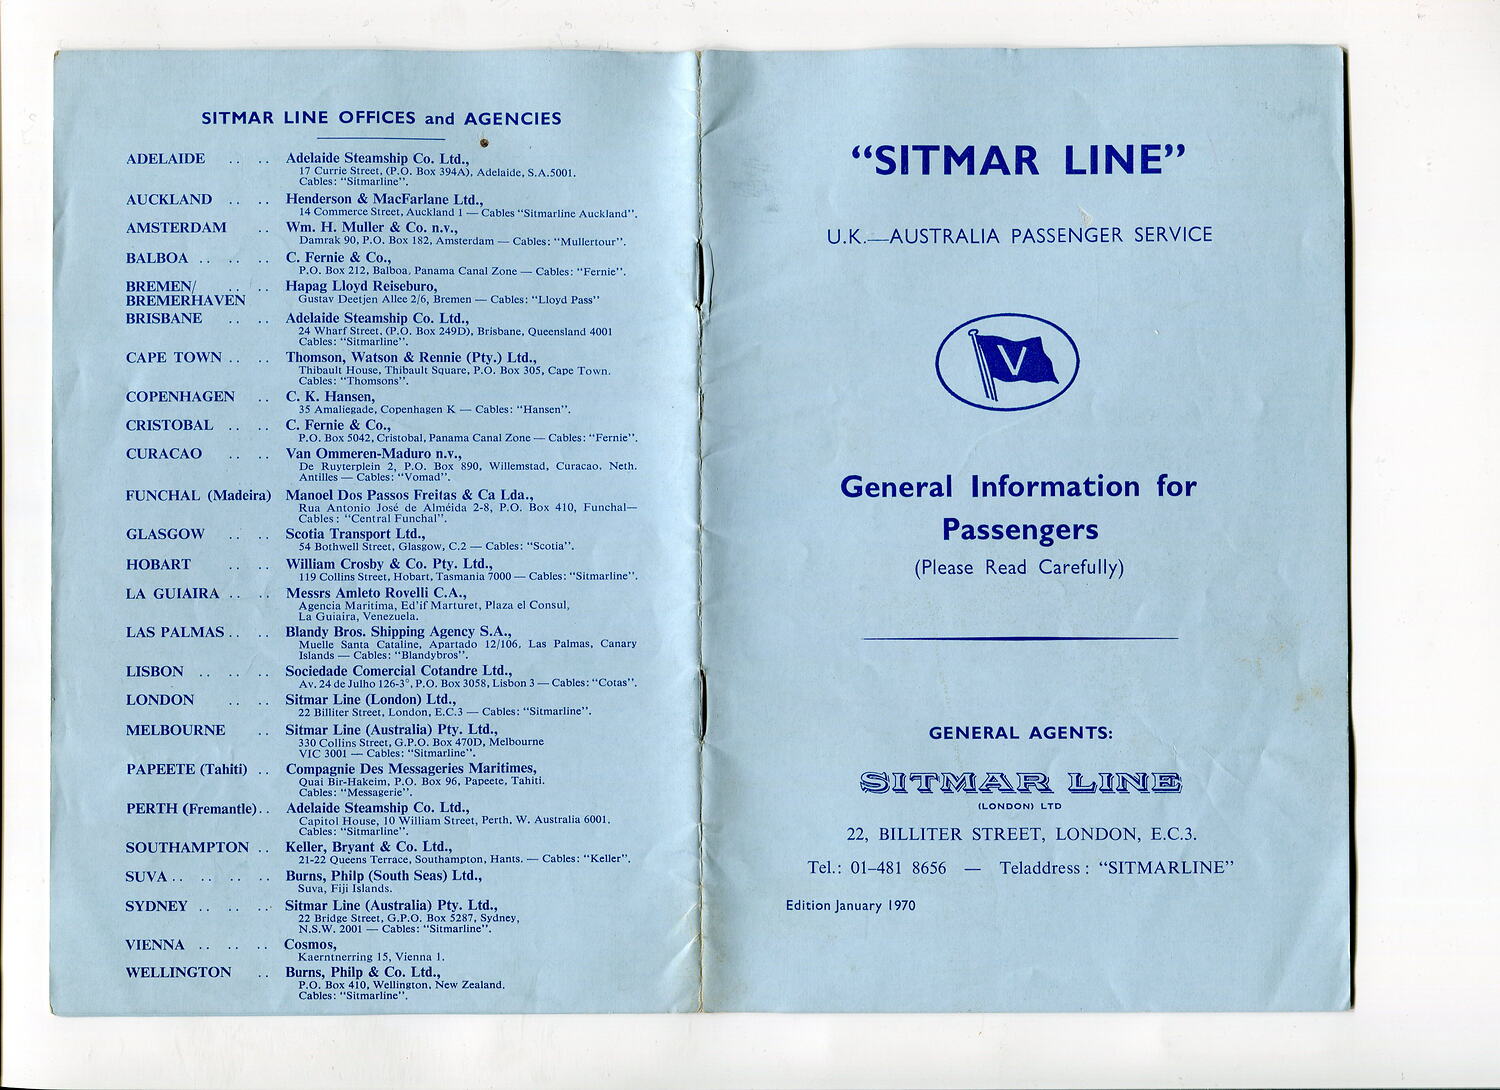 SITMAR LINE OFFICES and AGENCIES
ADELAIDE .. .. Adelaide Steamship Co. Ltd.,
17 Currie Street, (P.O. Box 394A), Adelaide, S.A.5001.
Cables: "Sitmarline".
AUCKLAND .. .. Henderson & MacFarlane Ltd.,
14 Commerce Street, Auckland 1 — Cables "Sitmarline Auckland".
AMSTERDAM .. Wm. H. Muller & Co. n.v.,
Damrak 90, P.O. Box 182, Amsterdam — Cables: "Mullertour".
BALBOA .. .. .. C. Fernie & Co.,
P.O. Box 212, Balboa, Panama Canal Zone — Cables: "Fernie".
BREMEN/ .. .. Hapag Lloyd Reiseburo,
BREMERHAVEN Gustav Deetjen Allee 2/6, Bremen — Cables: "Lloyd Pass"
BRISBANE .. .. Adelaide Steamship Co. Ltd.,
24 Wharf Street, (P.O. Box 249D), Brisbane, Queensland 4001
Cables: "Sitmarline".
CAPE TOWN .. .. Thomson, Watson & Rennie (Pty.) Ltd.,
Thibault House, Thibault Square, P.O. Box 305, Cape Town.
Cables: "Thomsons".
COPENHAGEN .. C. K. Hansen,
35 Amaliegade, Copenhagen K — Cables: "Hansen".
CRISTOBAL .. .. C. Fernie & Co.,
P.O. Box 5042, Cristobal, Panama Canal Zone — Cables: "Fernie".
CURACAO .. .. Van Ommeren-Maduro n.v.,
De Ruyterplein 2, P.O. Box 890, Willemstad, Curacao, Neth.
Antilles — Cables: "Vomad".
FUNCHAL (Madeira) Manoel Dos Passos Freitas & Ca Lda.,
Rua Antonio José de Alméida 2-8, P.O. Box 410, Funchal—
Cables: "Central Funchal".
GLASGOW .. .. Scotia Transport Ltd.,
54 Bothwell Street, Glasgow, C.2 — Cables: "Scotia".
HOBART .. .. William Crosby & Co. Pty. Ltd.,
119 Collins Street, Hobart, Tasmania 7000 — Cables: "Sitmarline".
LA GUIAIRA .. .. Messrs Amleto Rovelli C.A.,
Agencia Maritima, Ed'if Marturet, Plaza el Consul,
La Guiaira, Venezuela.
LAS PALMAS .. .. Blandy Bros. Shipping Agency S.A.,
Muelle Santa Cataline, Apartado 12/106, Las Palmas, Canary
Islands — Cables: "Blandybros".
LISBON .. .. .. Sociedade Comercial Cotandre Ltd.,
Av. 24 de Julho 126-3°, P.O. Box 3058, Lisbon 3 — Cables: "Cotas".
LONDON .. .. Sitmar Line (London) Ltd.,
22 Billiter Street, London, E.C.3 — Cables: "Sitmarline".
MELBOURNE .. Sitmar Line (Australia) Pty. Ltd.,
330 Collins Street, G.P.O. Box 470D, Melbourne
VIC 3001 — Cables: "Sitmarline".
PAPEETE (Tahiti) .. Compagnie Des Messageries Maritimes,
Quai Bir-Hakeim, P.O. Box 96, Papeete, Tahiti.
Cables: "Messagerie".
PERTH (Fremantle) .. Adelaide Steamship Co. Ltd.,
Capitol House, 10 William Street, Perth, W. Australia 6001.
Cables: "Sitmarline".
SOUTHAMPTON .. Keller, Bryant & Co. Ltd.,
21-22 Queens Terrace, Southampton, Hants. — Cables: "Keller".
SUVA .. .. .. .. Burns, Philp (South Seas) Ltd.,
Suva, Fiji Islands.
SYDNEY .. .. .. Sitmar Line (Australia) Pty. Ltd.,
22 Bridge Street, G.P.O. Box 5287, Sydney,
N.S.W. 2001 — Cables: "Sitmarline".
VIENNA .. .. .. Cosmos,
Kaerntnerring 15, Vienna 1.
WELLINGTON .. Burns, Philp & Co. Ltd.,
P.O. Box 410, Wellington, New Zealand.
Cables: "Sitmarline".
"SITMAR LINE"
U.K.—AUSTRALIA PASSENGER SERVICE
V
General Information for
Passengers
(Please Read Carefully)
GENERAL AGENTS:
SITMAR LINE
(LONDON) LTD
22, BILLITER STREET, LONDON, E.C.3.
Tel.: 01–481 8656 — Teladdress: "SITMARLINE"
Edition January 1970